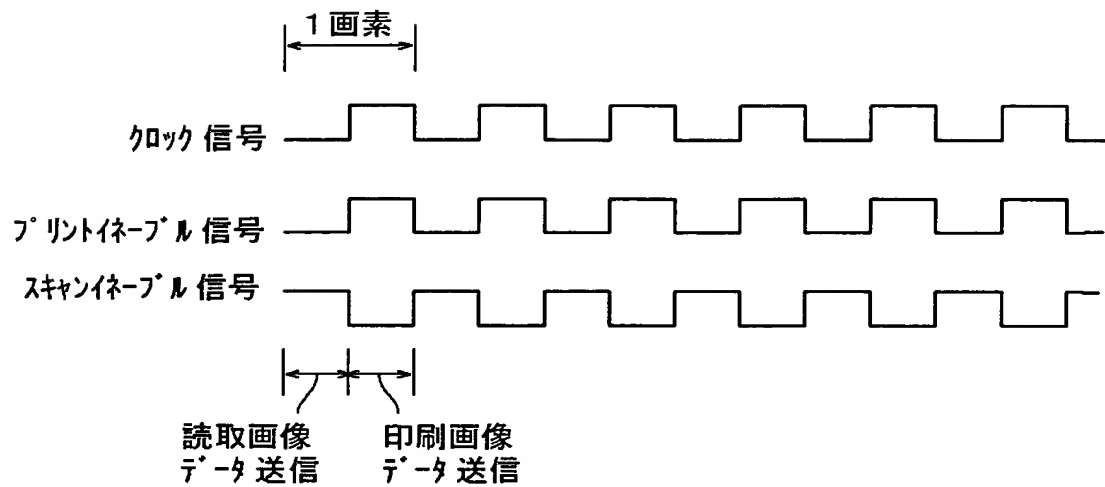 1画素
クロック信号
プリントイネーブル信号
スキャンイネーブル信号
読取画像
データ送信
印刷画像
データ送信